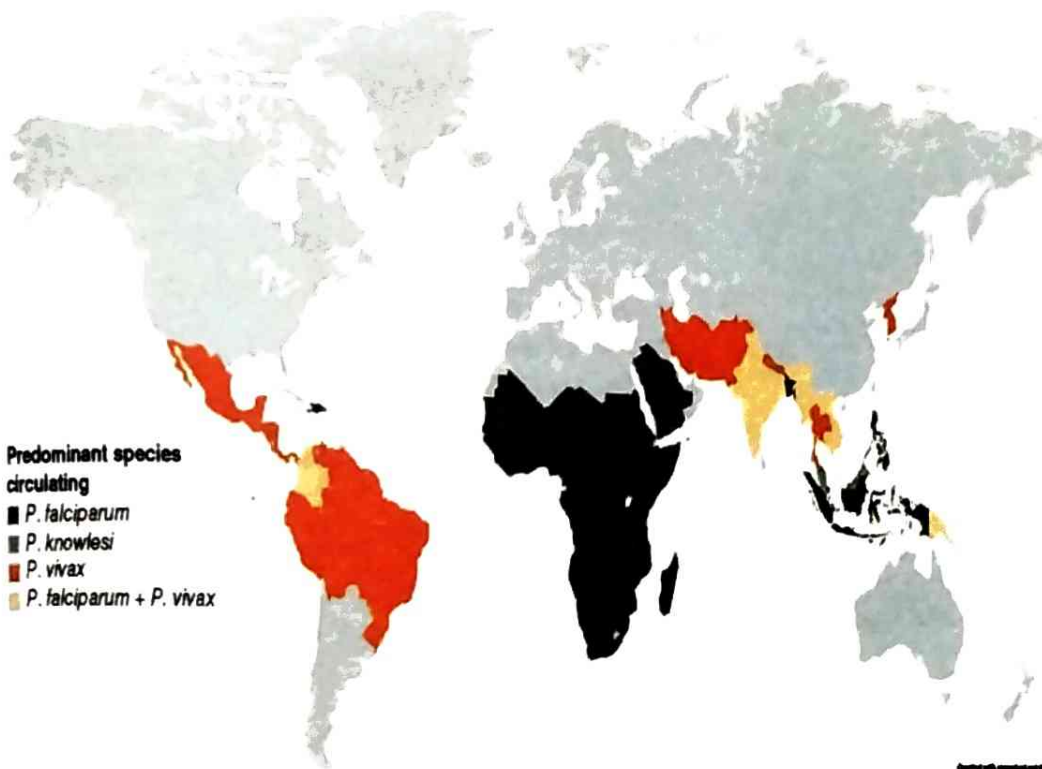 Predominant species
circulating
P. falciparum
P. knowlesi
P. vivax
P. falciparum + P. vivax